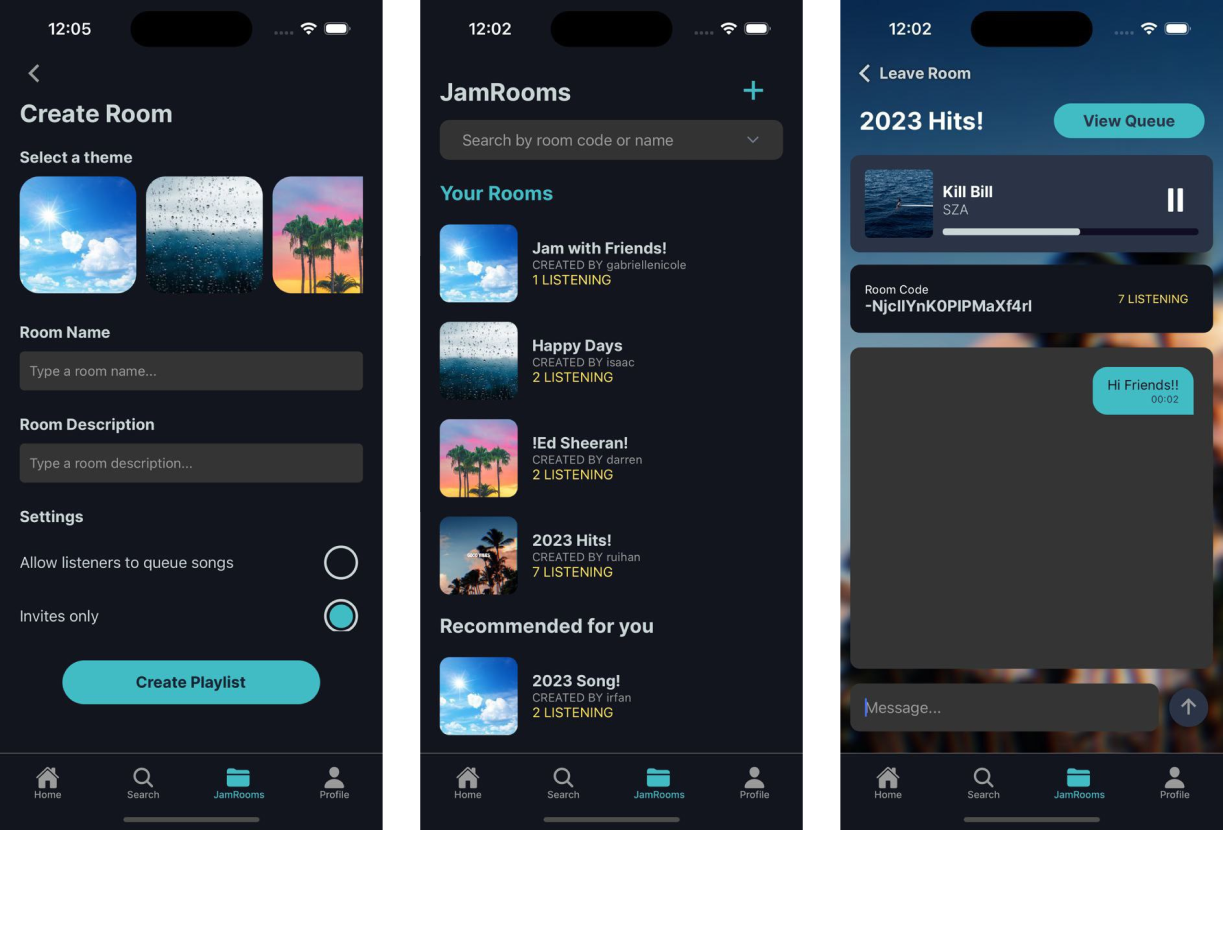 12:05
Create Room
Select a theme
Room Name
Type a room name...
Room Description
Type a room description...
Settings
Allow listeners to queue songs
Invites only
Create Playlist
Home
Search
JamRooms
Profile
12:02
JamRooms
Search by room code or name
Your Rooms
Jam with Friends!
CREATED BY gabriellenicole
1 LISTENING
Happy Days
CREATED BY isaac
2 LISTENING
!Ed Sheeran!
CREATED BY darren
2 LISTENING
2023 Hits!
CREATED BY ruihan
7 LISTENING
Recommended for you
2023 Song!
CREATED BY irfan
2 LISTENING
Home
Search
JamRooms
Profile
12:02
Leave Room
2023 Hits!
View Queue
Kill Bill
SZA
Room Code
-NjcIIYnK0PIPMaXf4rI
7 LISTENING
Hi Friends!!
00:02
Message...
Home
Search
JamRooms
Profile